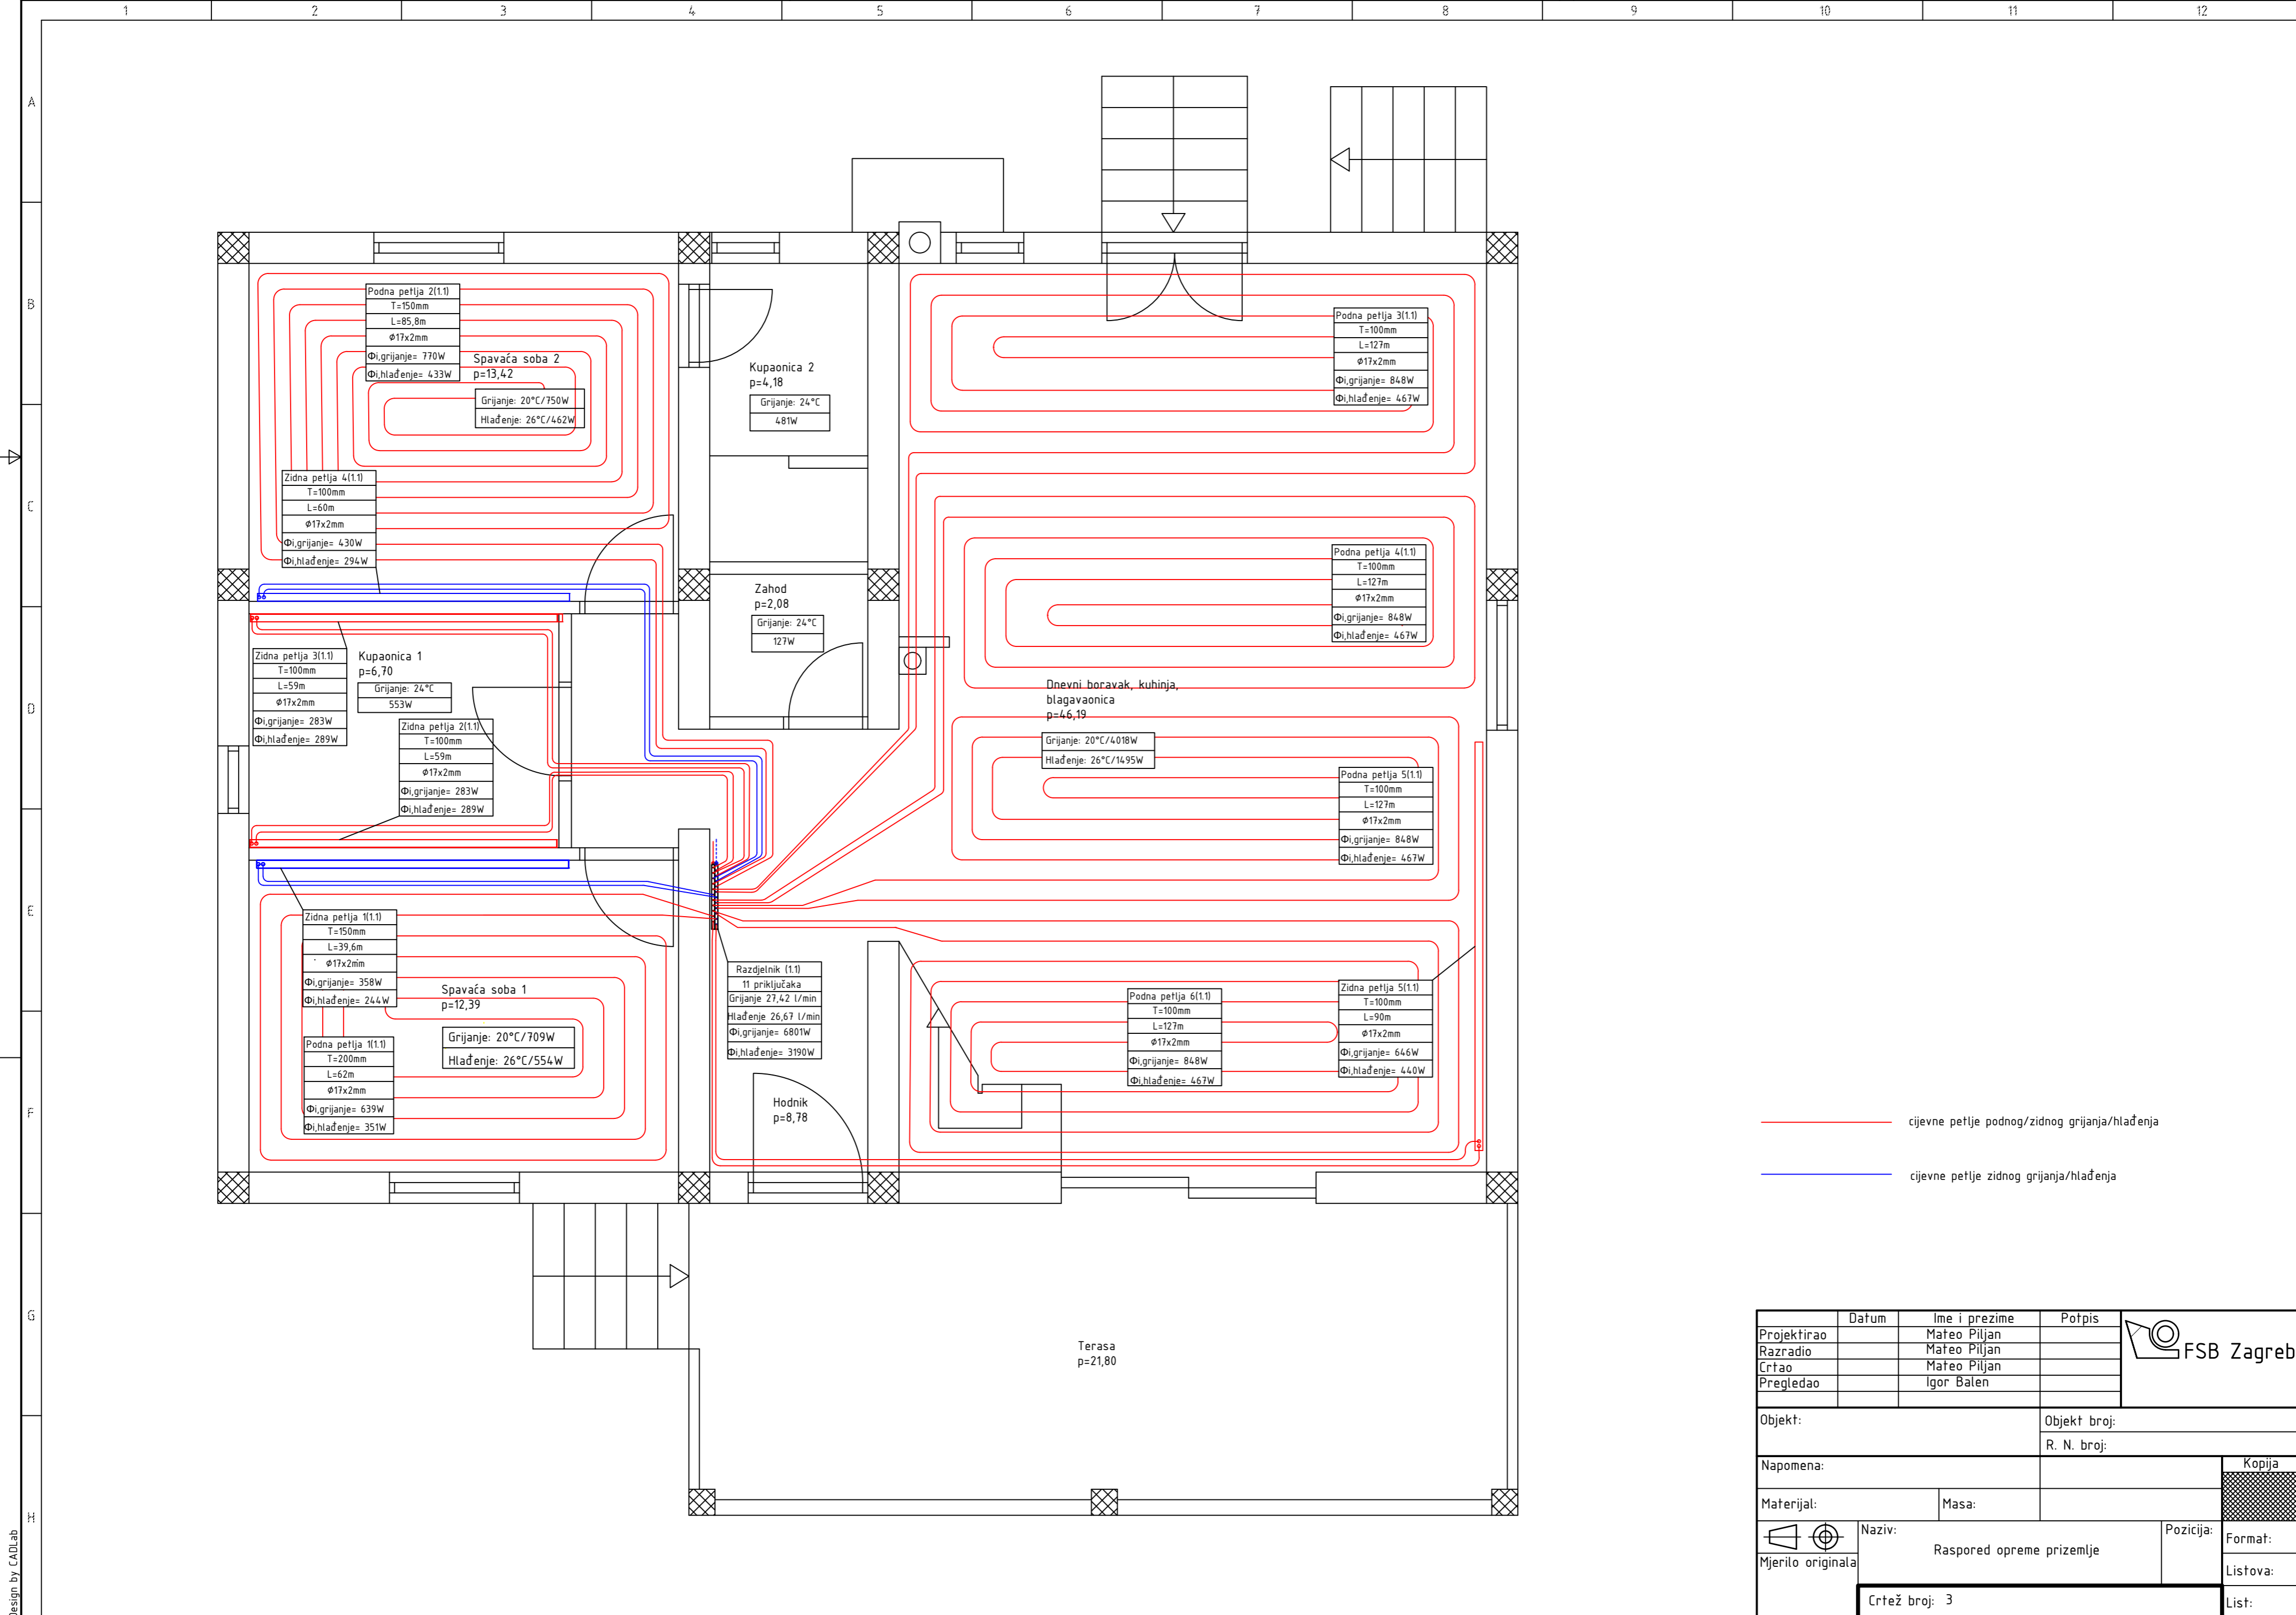 1 2 3 4 5 6 7 8 9 10 11 12
A
B
C
D
E
F
G
H
Design by CADLab
Podna petlja 2(1.1)
T=150mm
L=85,8m
Φ17x2mm
Φi,grijanje= 770W
Φi,hlađenje= 433W
Spavaća soba 2
p=13,42
Grijanje: 20°C/750W
Hlađenje: 26°C/462W
Zidna petlja 4(1.1)
T=100mm
L=60m
Φ17x2mm
Φi,grijanje= 430W
Φi,hlađenje= 294W
Kupaonica 2
p=4,18
Grijanje: 24°C
481W
Zahod
p=2,08
Grijanje: 24°C
127W
Podna petlja 3(1.1)
T=100mm
L=127m
Φ17x2mm
Φi,grijanje= 848W
Φi,hlađenje= 467W
Podna petlja 4(1.1)
T=100mm
L=127m
Φ17x2mm
Φi,grijanje= 848W
Φi,hlađenje= 467W
Zidna petlja 3(1.1)
T=100mm
L=59m
Φ17x2mm
Φi,grijanje= 283W
Φi,hlađenje= 289W
Kupaonica 1
p=6,70
Grijanje: 24°C
553W
Zidna petlja 2(1.1)
T=100mm
L=59m
Φ17x2mm
Φi,grijanje= 283W
Φi,hlađenje= 289W
Dnevni boravak, kuhinja,
blagavaonica
p=46,19
Grijanje: 20°C/4018W
Hlađenje: 26°C/1495W
Podna petlja 5(1.1)
T=100mm
L=127m
Φ17x2mm
Φi,grijanje= 848W
Φi,hlađenje= 467W
Zidna petlja 1(1.1)
T=150mm
L=39,6m
Φ17x2mm
Φi,grijanje= 358W
Φi,hlađenje= 244W
Spavaća soba 1
p=12,39
Grijanje: 20°C/709W
Hlađenje: 26°C/554W
Podna petlja 1(1.1)
T=200mm
L=62m
Φ17x2mm
Φi,grijanje= 639W
Φi,hlađenje= 351W
Razdjelnik (1.1)
11 priključaka
Grijanje 27,42 l/min
Hlađenje 26,67 l/min
Φi,grijanje= 6801W
Φi,hlađenje= 3190W
Hodnik
p=8,78
Podna petlja 6(1.1)
T=100mm
L=127m
Φ17x2mm
Φi,grijanje= 848W
Φi,hlađenje= 467W
Zidna petlja 5(1.1)
T=100mm
L=90m
Φ17x2mm
Φi,grijanje= 646W
Φi,hlađenje= 440W
Terasa
p=21,80
cijevne petlje podnog/zidnog grijanja/hlađenja
cijevne petlje zidnog grijanja/hlađenja
Datum Ime i prezime Potpis
Projektirao Mateo Piljan
Razradio Mateo Piljan
Crtao Mateo Piljan
Pregledao Igor Balen
FSB Zagreb
Objekt:
Objekt broj:
R. N. broj:
Napomena:
Kopija
Materijal: Masa:
Naziv:
Raspored opreme prizemlje
Pozicija:
Format:
Mjerilo originala
Listova:
Crtež broj: 3
List: